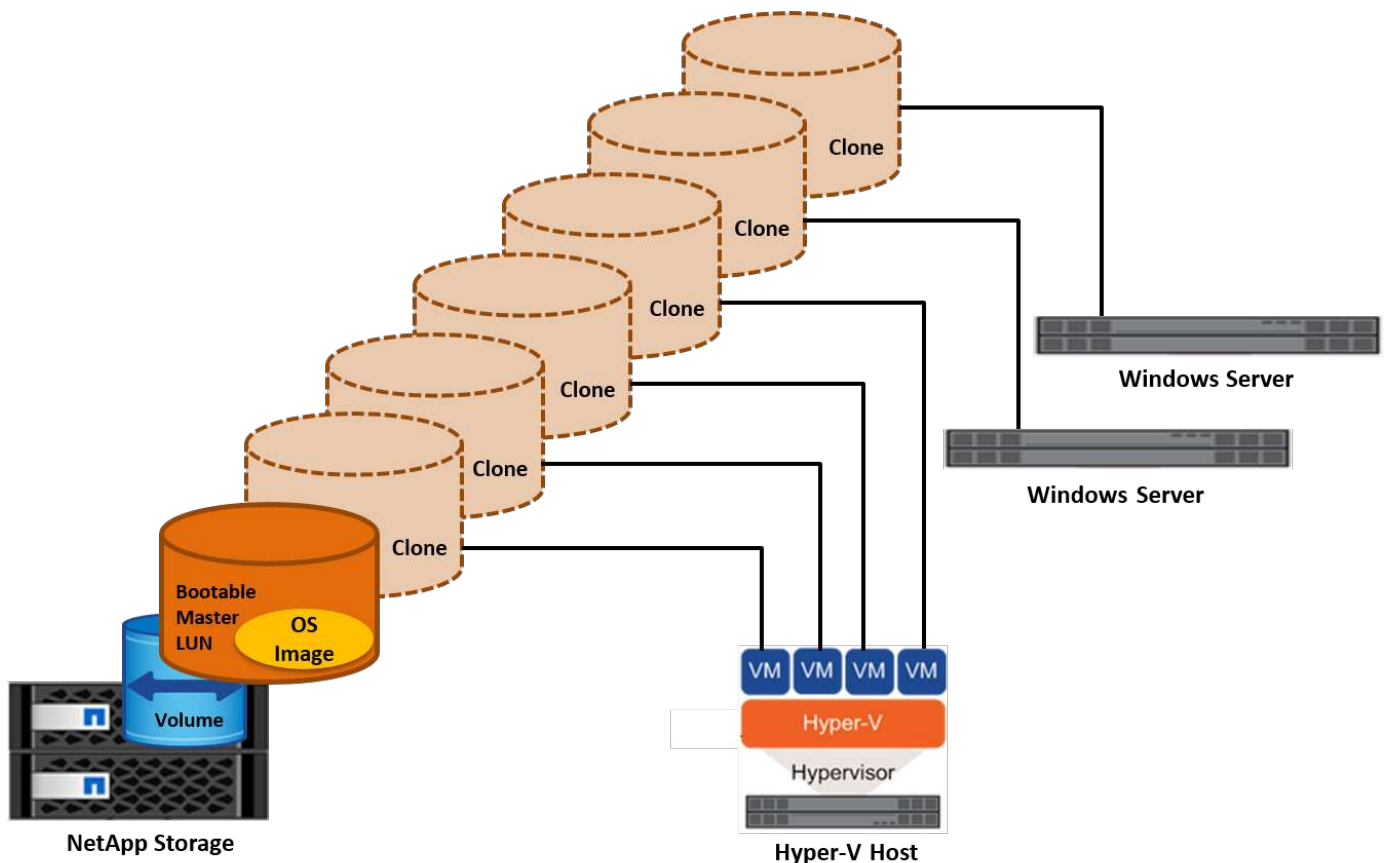 Clone
Clone
Clone
Clone
Clone
Clone
Windows Server
Windows Server
Bootable
Master
LUN
OS
Image
Volume
NetApp Storage
VM VM VM VM
Hyper-V
Hypervisor
Hyper-V Host